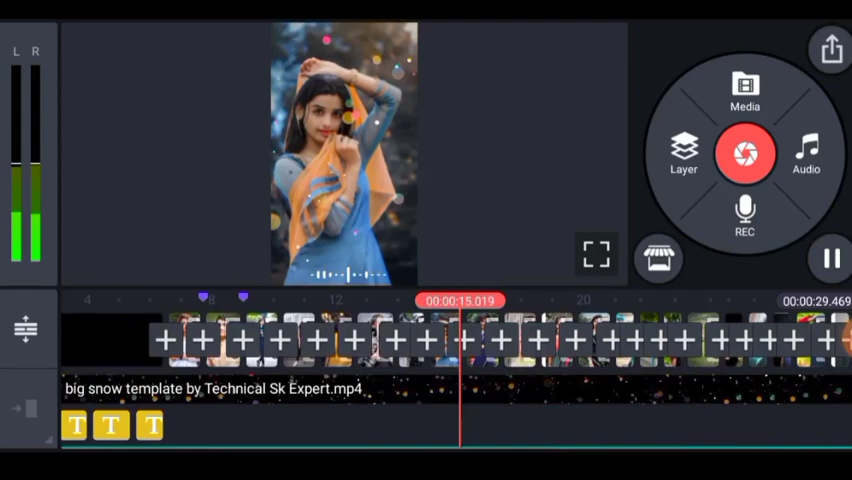 L R
Media
Layer
Audio
REC
4 8 12 00:00:15.019 20 00:00:29.469
big snow template by Technical Sk Expert.mp4
T T T